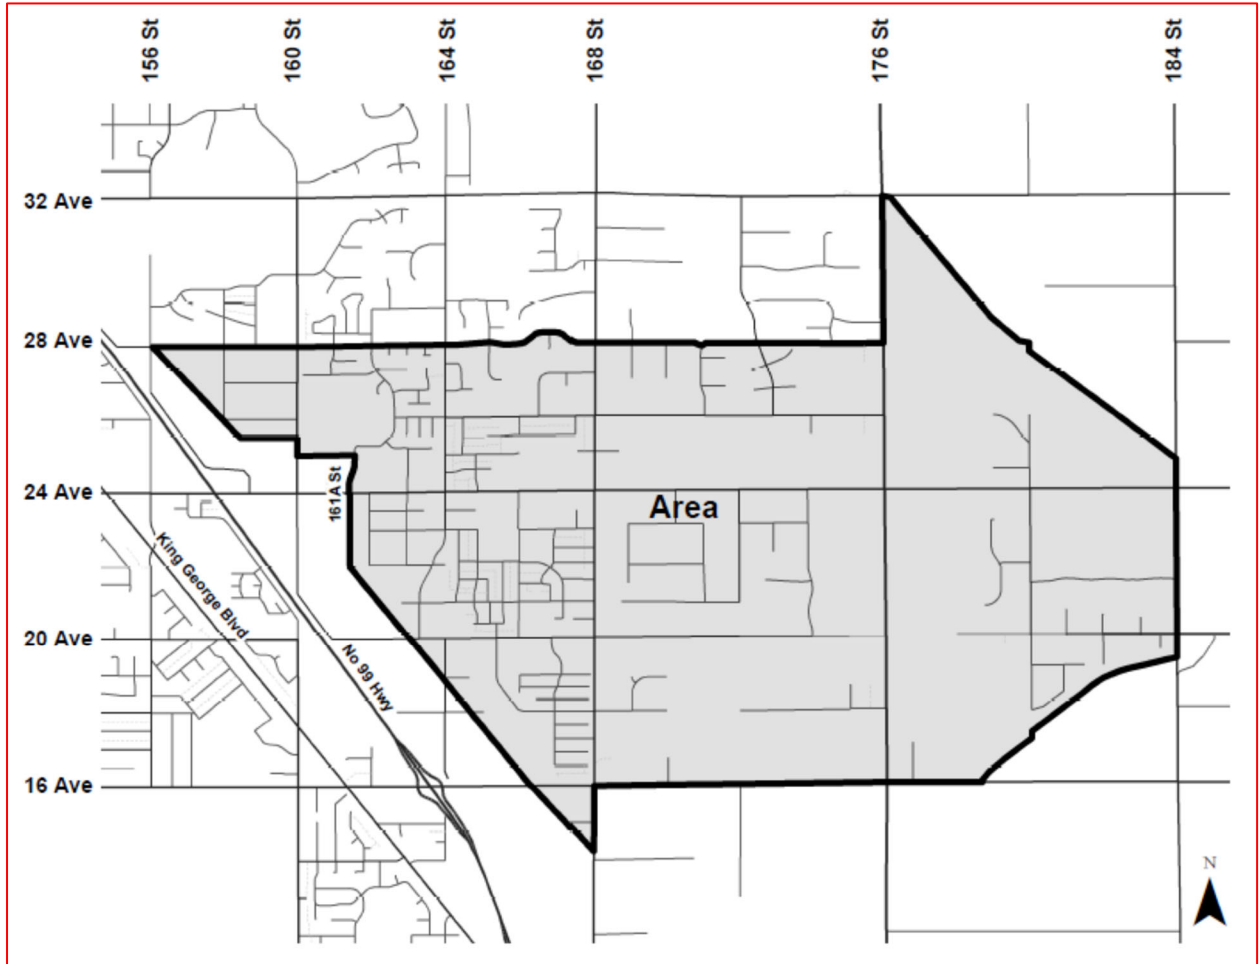 156 St
160 St
164 St
168 St
176 St
184 St
32 Ave
28 Ave
24 Ave
20 Ave
16 Ave
161A St
Area
King George Blvd
No 99 Hwy
N